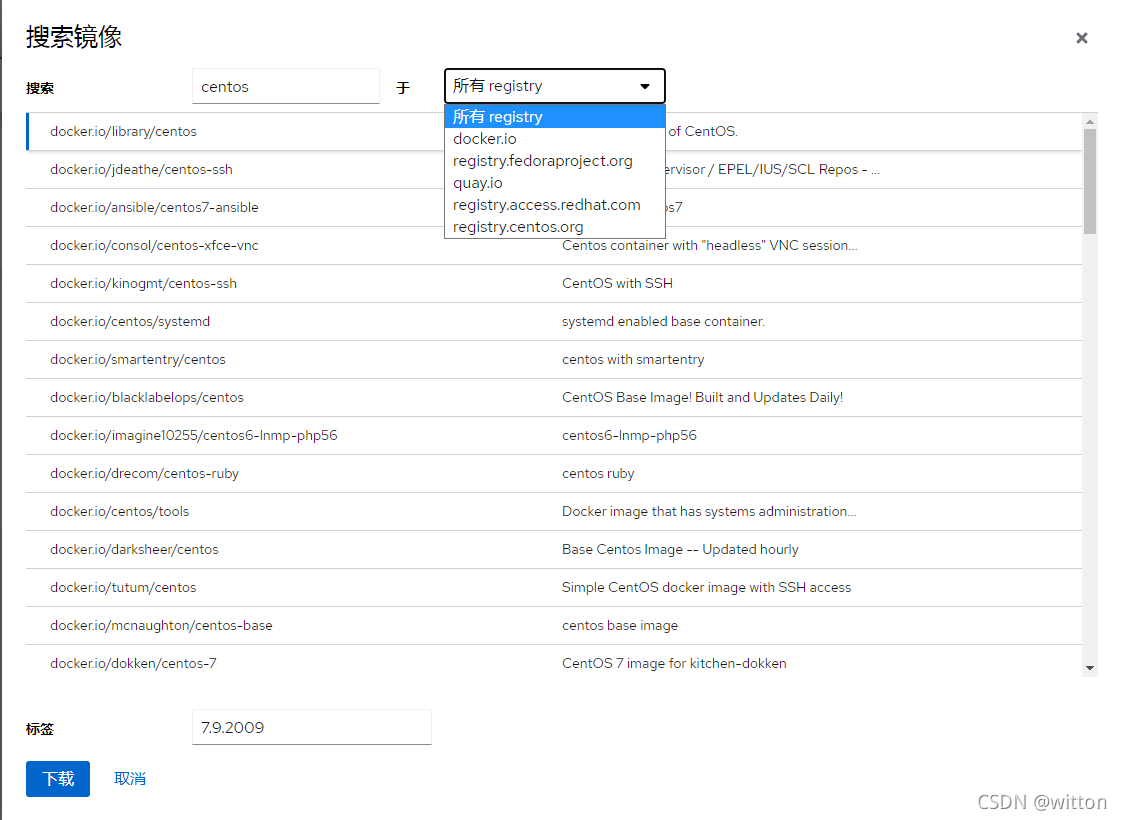 搜索镜像
搜索 centos 于 所有 registry
所有 registry
docker.io
registry.fedoraproject.org
quay.io
registry.access.redhat.com
registry.centos.org
docker.io/library/centos of CentOS.
docker.io/jdeathe/centos-ssh / EPEL/IUS/SCL Repos - ...
docker.io/ansible/centos7-ansible
docker.io/consol/centos-xfce-vnc Centos container with "headless" VNC session...
docker.io/kinogmt/centos-ssh CentOS with SSH
docker.io/centos/systemd systemd enabled base container.
docker.io/smartentry/centos centos with smartentry
docker.io/blacklabelops/centos CentOS Base Image! Built and Updates Daily!
docker.io/imagine10255/centos6-lnmp-php56 centos6-lnmp-php56
docker.io/drecom/centos-ruby centos ruby
docker.io/centos/tools Docker image that has systems administration...
docker.io/darksheer/centos Base Centos Image -- Updated hourly
docker.io/tutum/centos Simple CentOS docker image with SSH access
docker.io/mcnaughton/centos-base centos base image
docker.io/dokken/centos-7 CentOS 7 image for kitchen-dokken
标签 7.9.2009
下载 取消
CSDN @witton